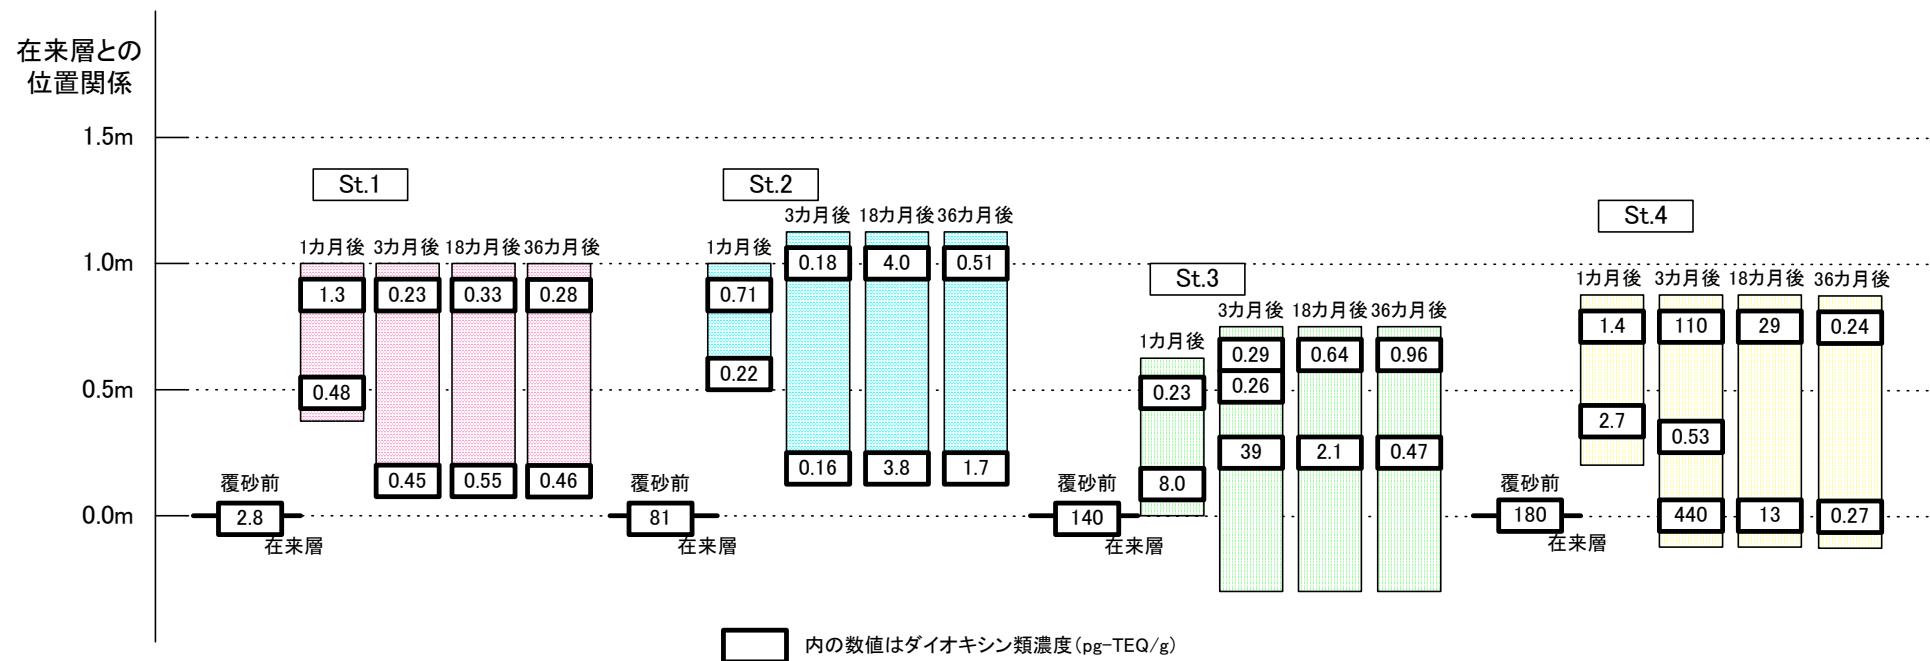 在来層との
位置関係
1.5m
1.0m
0.5m
0.0m
St.1
1カ月後 3カ月後 18カ月後 36カ月後
1.3 0.23 0.33 0.28
0.48
0.45 0.55 0.46
覆砂前
2.8
在来層
St.2
3カ月後 18カ月後 36カ月後
1カ月後
0.18 4.0 0.51
0.71
0.22
0.16 3.8 1.7
覆砂前
81
在来層
St.3
3カ月後 18カ月後 36カ月後
1カ月後
0.29 0.64 0.96
0.26
0.23
39 2.1 0.47
8.0
覆砂前
140
在来層
St.4
1カ月後 3カ月後 18カ月後 36カ月後
1.4 110 29 0.24
2.7
0.53
440 13 0.27
覆砂前
180
在来層
内の数値はダイオキシン類濃度(pg-TEQ/g)